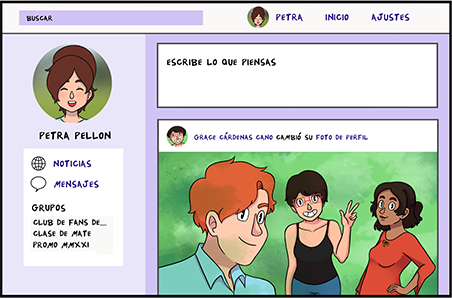 BUSCAR
PETRA INICIO AJUSTES
PETRA PELLON
NOTICIAS
MENSAJES
GRUPOS
CLUB DE FANS DE...
CLASE DE MATE
PROMO MMXXI
ESCRIBE LO QUE PIENSAS
GRACE CÁRDENAS CANO CAMBIÓ SU FOTO DE PERFIL